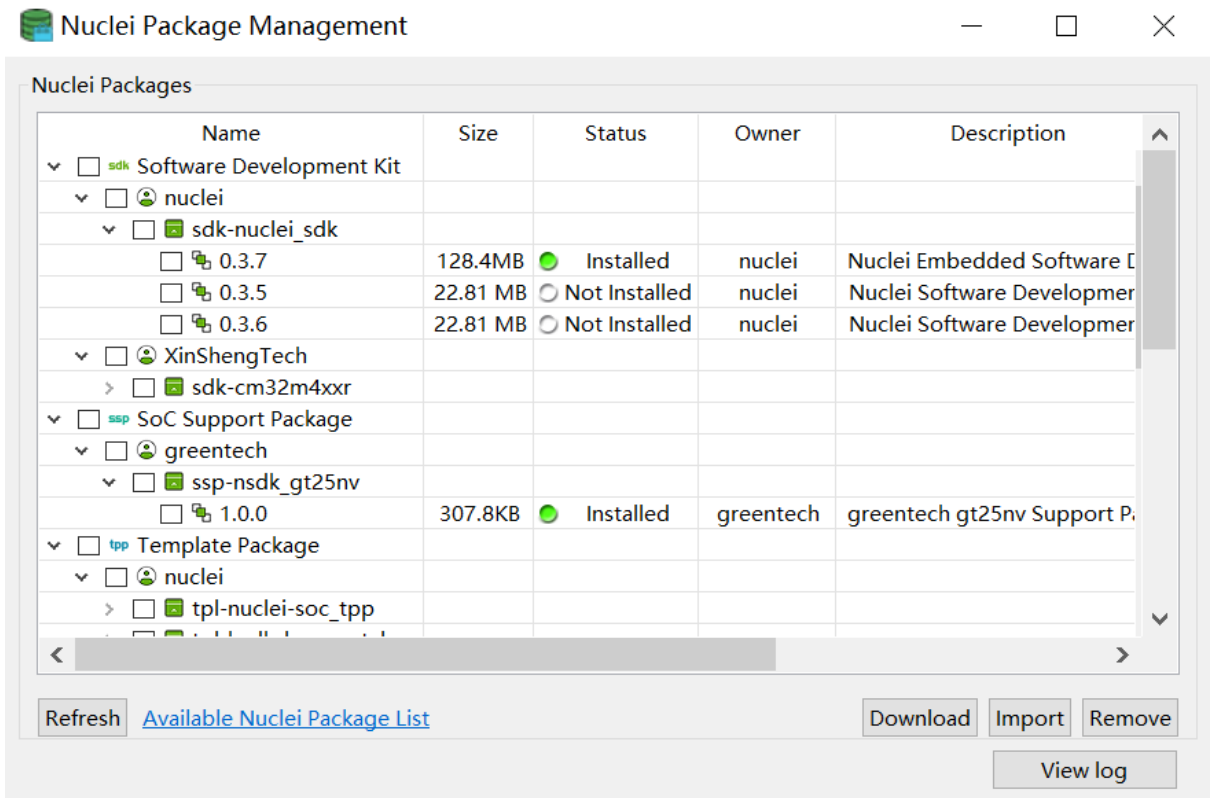 Nuclei Package Management
Nuclei Packages
Name Size Status Owner Description
sdk Software Development Kit
nuclei
sdk-nuclei_sdk
0.3.7 128.4MB Installed nuclei Nuclei Embedded Software
0.3.5 22.81 MB Not Installed nuclei Nuclei Software
0.3.6 22.81 MB Not Installed nuclei Nuclei Software
XinShengTech
sdk-cm32m4xxr
ssp SoC Support Package
greentech
ssp-nsdk_gt25nv
1.0.0 307.8KB Installed greentech greentech gt25nv Support
tpp Template Package
nuclei
tpl-nuclei-soc_tpp
Refresh Available Nuclei Package List Download Import Remove
View log